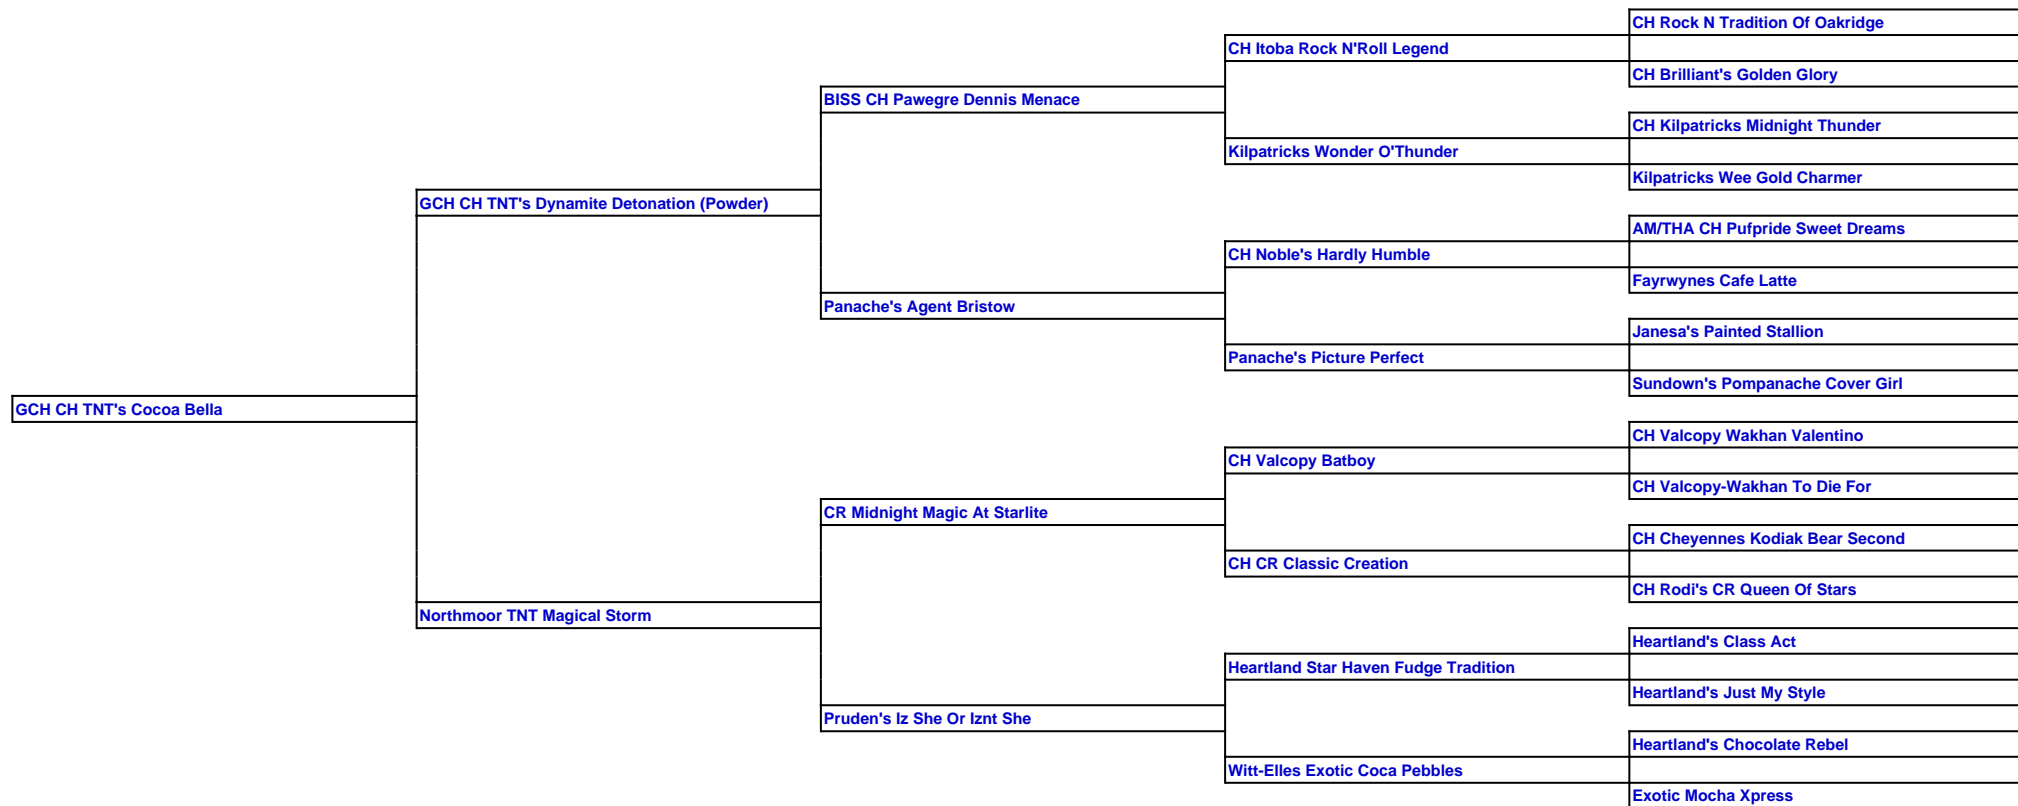 CH Rock N Tradition Of Oakridge
CH Itoba Rock N'Roll Legend
CH Brilliant's Golden Glory
BISS CH Pawegre Dennis Menace
CH Kilpatricks Midnight Thunder
Kilpatricks Wonder O'Thunder
Kilpatricks Wee Gold Charmer
GCH CH TNT's Dynamite Detonation (Powder)
AM/THA CH Pufpride Sweet Dreams
CH Noble's Hardly Humble
Fayrwynes Cafe Latte
Panache's Agent Bristow
Janesa's Painted Stallion
Panache's Picture Perfect
Sundown's Pompanache Cover Girl
GCH CH TNT's Cocoa Bella
CH Valcopy Wakhan Valentino
CH Valcopy Batboy
CH Valcopy-Wakhan To Die For
CR Midnight Magic At Starlite
CH Cheyennes Kodiak Bear Second
CH CR Classic Creation
CH Rodi's CR Queen Of Stars
Northmoor TNT Magical Storm
Heartland's Class Act
Heartland Star Haven Fudge Tradition
Heartland's Just My Style
Pruden's Iz She Or Iznt She
Heartland's Chocolate Rebel
Witt-Elles Exotic Coca Pebbles
Exotic Mocha Xpress